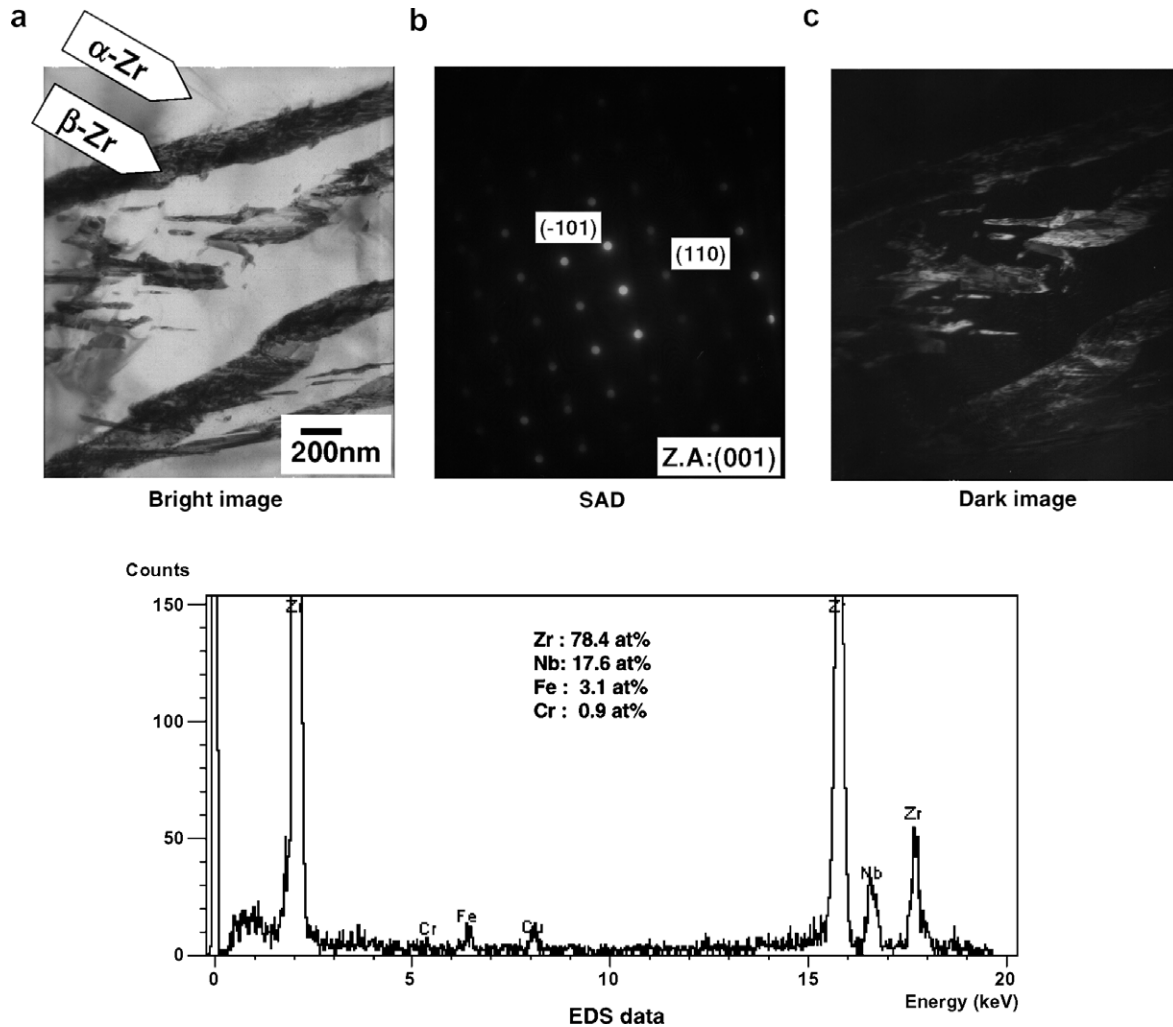 a
b
c
α-Zr
β-Zr
(-101)
(110)
200nm
Z.A:(001)
Bright image
SAD
Dark image
Counts
150
100
50
0
Zr
Zr
Zr : 78.4 at%
Nb: 17.6 at%
Fe : 3.1 at%
Cr : 0.9 at%
Zr
Nb
Cr
Fe
Cu
0
5
10
15
20
Energy (keV)
EDS data